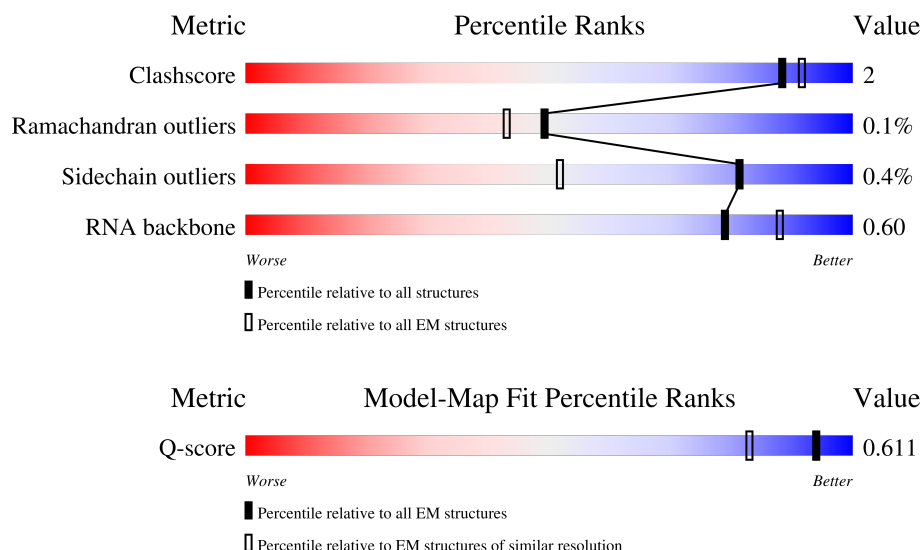 Metric Percentile Ranks Value
Clashscore 2
Ramachandran outliers 0.1%
Sidechain outliers 0.4%
RNA backbone 0.60
Worse Better
Percentile relative to all structures
Percentile relative to all EM structures
Metric Model-Map Fit Percentile Ranks Value
Q-score 0.611
Worse Better
Percentile relative to all EM structures
Percentile relative to EM structures of similar resolution